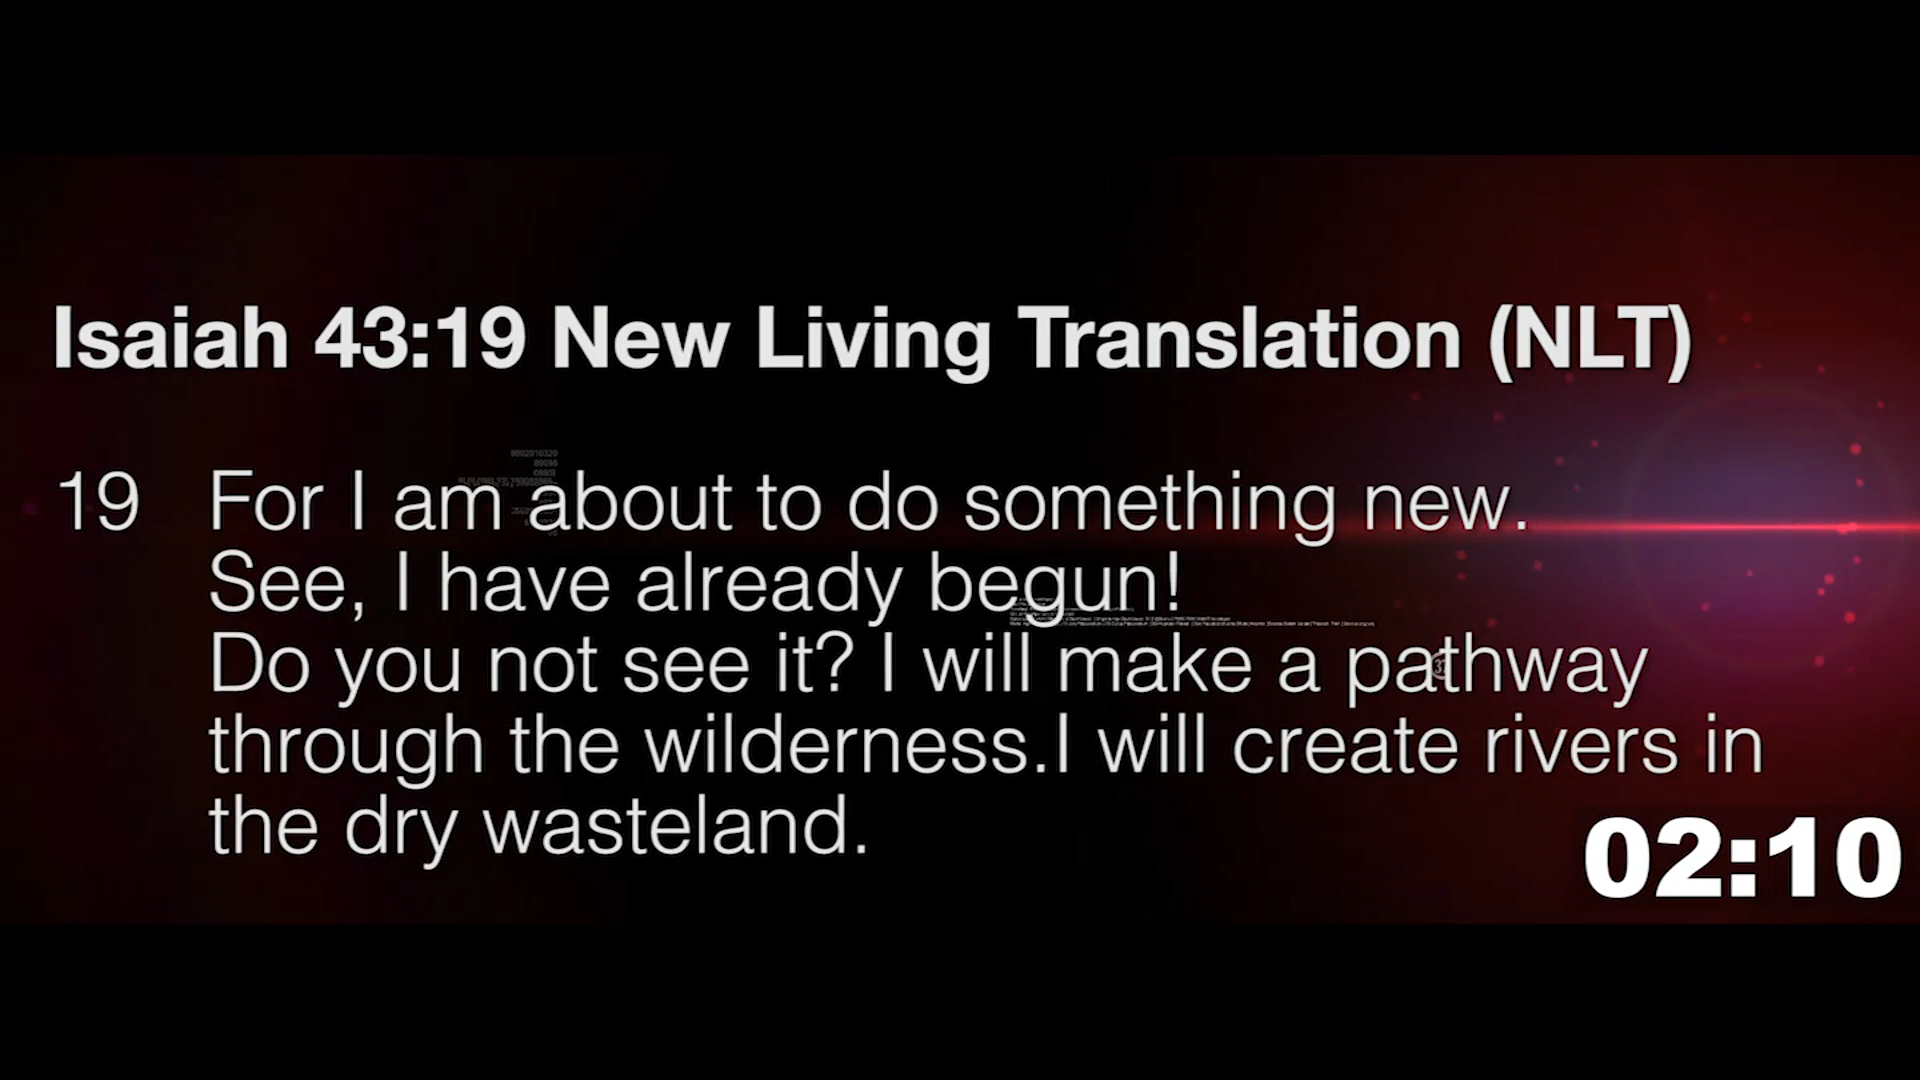 Isaiah 43:19 New Living Translation (NLT)
19 For I am about to do something new.
See, I have already begun!
Do you not see it? I will make a pathway
through the wilderness.I will create rivers in
the dry wasteland.
02:10